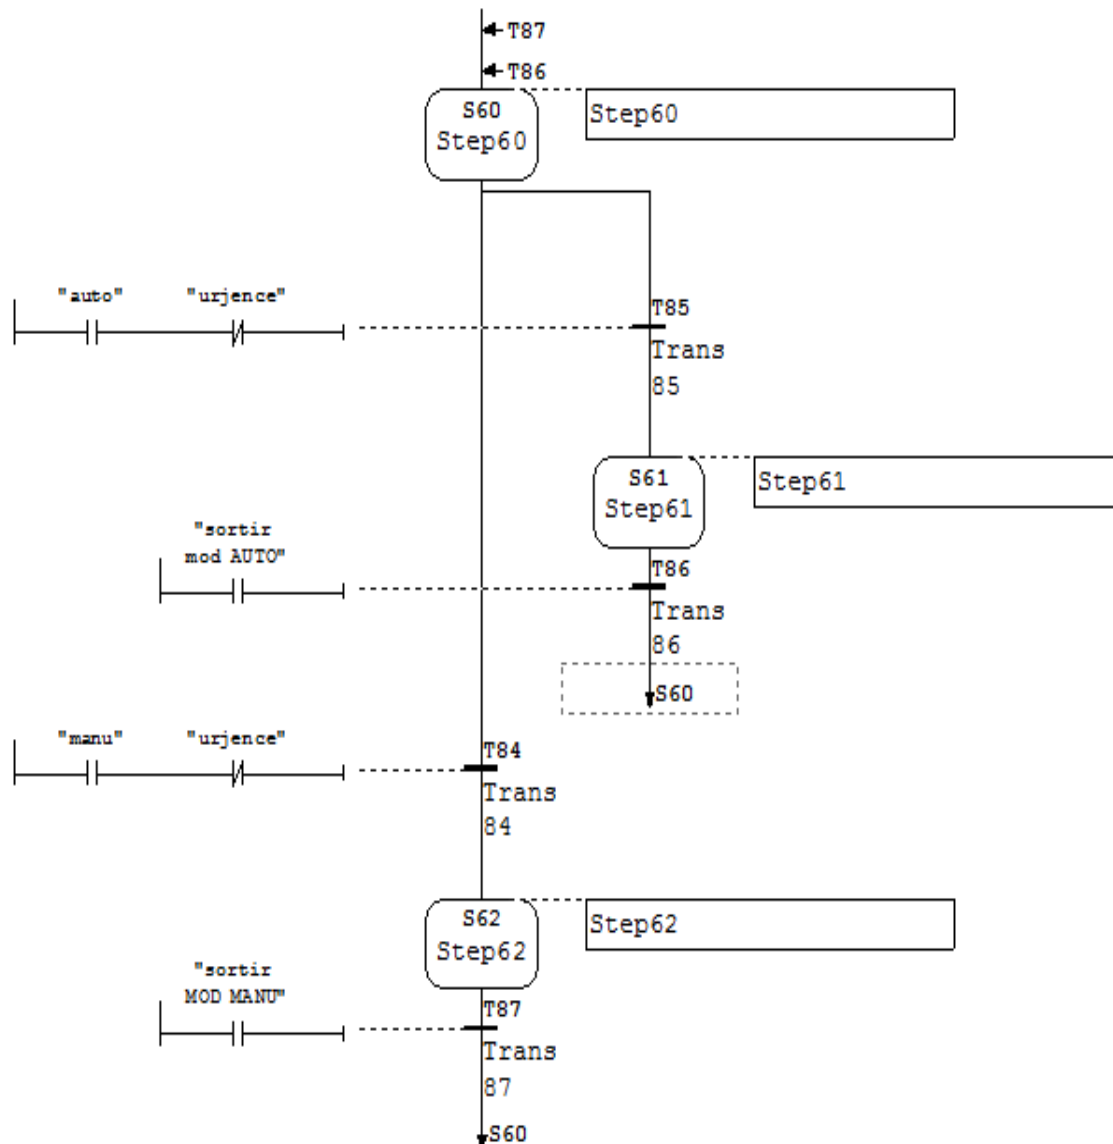 T87
T86
S60
Step60
Step60
"auto"
"urjence"
T85
Trans
85
S61
Step61
Step61
"sortir
mod AUTO"
T86
Trans
86
S60
"manu"
"urjence"
T84
Trans
84
S62
Step62
Step62
"sortir
MOD MANU"
T87
Trans
87
S60